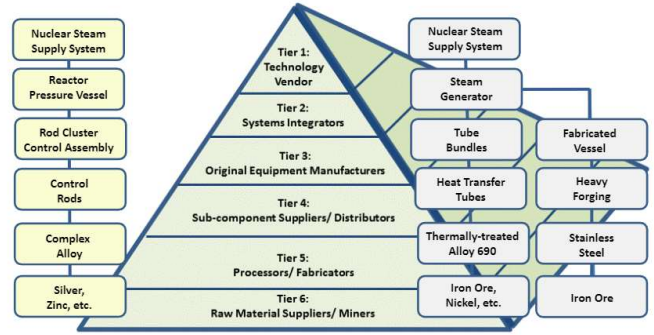 Nuclear Steam
Supply System
Reactor
Pressure Vessel
Rod Cluster
Control Assembly
Control
Rods
Complex
Alloy
Silver,
Zinc, etc.
Tier 1:
Technology
Vendor
Tier 2:
Systems Integrators
Tier 3:
Original Equipment Manufacturers
Tier 4:
Sub-component Suppliers/ Distributors
Tier 5:
Processors/ Fabricators
Tier 6:
Raw Material Suppliers/ Miners
Nuclear Steam
Supply System
Steam
Generator
Tube
Bundles
Heat Transfer
Tubes
Thermally-treated
Alloy 690
Iron Ore,
Nickel, etc.
Fabricated
Vessel
Heavy
Forging
Stainless
Steel
Iron Ore